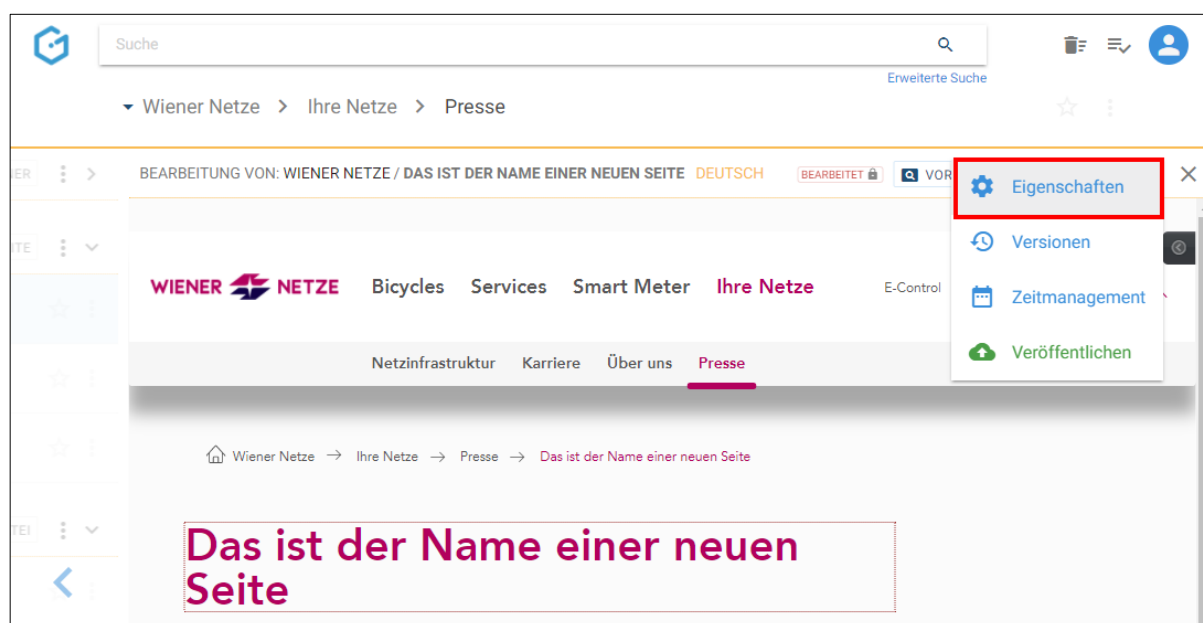 Suche
Erweiterte Suche
Wiener Netze > Ihre Netze > Presse
BEARBEITUNG VON: WIENER NETZE / DAS IST DER NAME EINER NEUEN SEITE DEUTSCH BEARBEITET VOR
Eigenschaften
Versionen
Zeitmanagement
Veröffentlichen
WIENER NETZE Bicycles Services Smart Meter Ihre Netze E-Control
Netzinfrastruktur Karriere Über uns Presse
Wiener Netze → Ihre Netze → Presse → Das ist der Name einer neuen Seite
Das ist der Name einer neuen
Seite